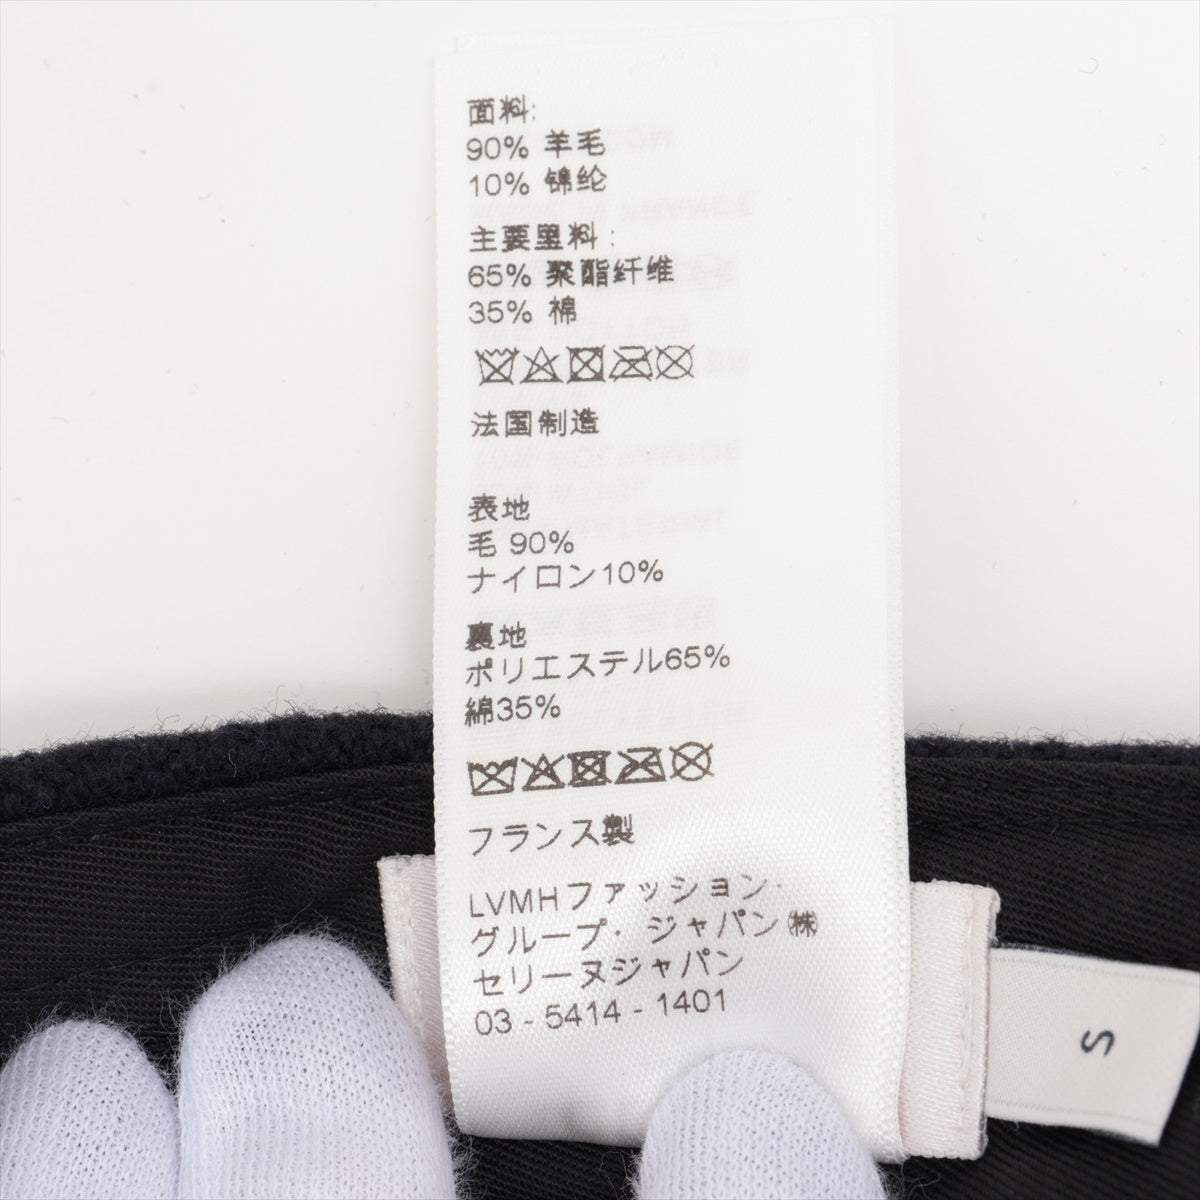 面料:
90% 羊毛
10% 锦纶
主要里料:
65% 聚酯纤维
35% 棉
法国制造
表地
毛 90%
ナイロン10%
裏地
ポリエステル65%
綿35%
フランス製
LVMHファッション・
グループ・ジャパン㈱
セリーヌジャパン
03 - 5414 - 1401
S